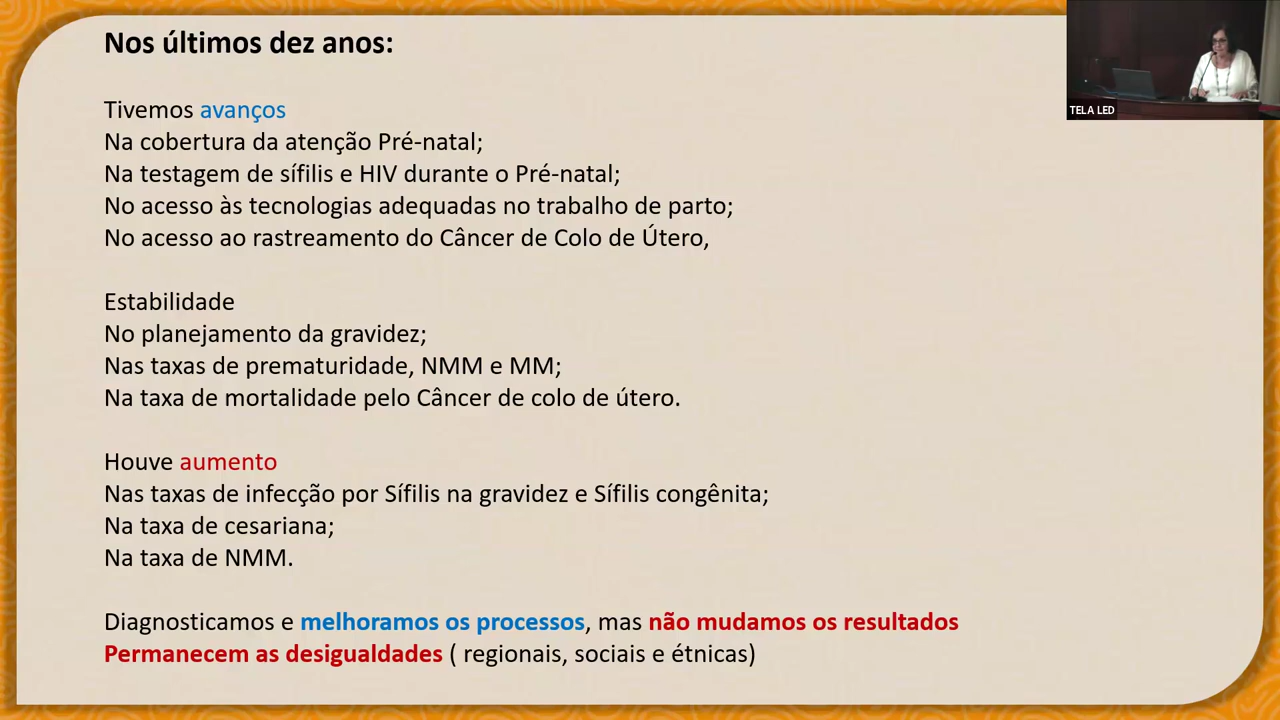 Nos últimos dez anos:
TELA LED
Tivemos avanços
Na cobertura da atenção Pré-natal;
Na testagem de sífilis e HIV durante o Pré-natal;
No acesso às tecnologias adequadas no trabalho de parto;
No acesso ao rastreamento do Câncer de Colo de Útero,
Estabilidade
No planejamento da gravidez;
Nas taxas de prematuridade, NMM e MM;
Na taxa de mortalidade pelo Câncer de colo de útero.
Houve aumento
Nas taxas de infecção por Sífilis na gravidez e Sífilis congênita;
Na taxa de cesariana;
Na taxa de NMM.
Diagnosticamos e melhoramos os processos, mas não mudamos os resultados
Permanecem as desigualdades ( regionais, sociais e étnicas)